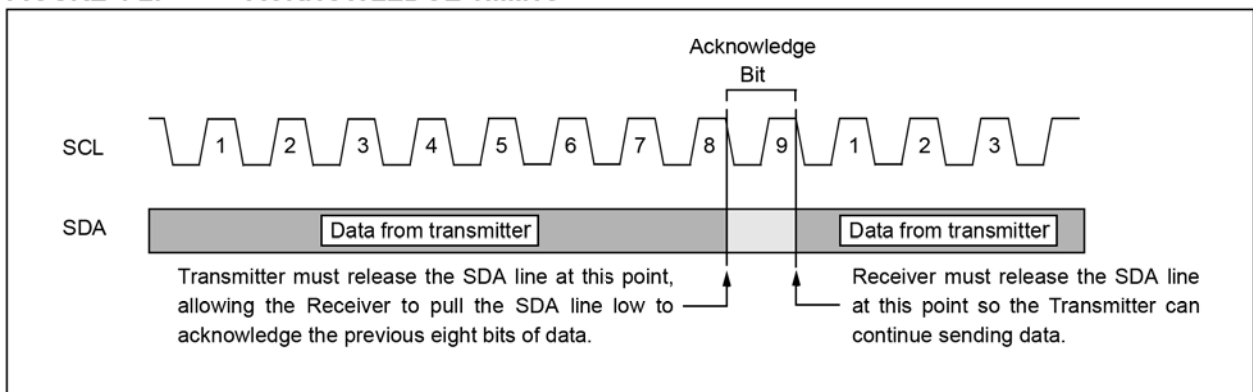 Acknowledge
Bit
SCL
1 2 3 4 5 6 7 8 9 1 2 3
SDA
Data from transmitter
Data from transmitter
Transmitter must release the SDA line at this point,
allowing the Receiver to pull the SDA line low to
acknowledge the previous eight bits of data.
Receiver must release the SDA line
at this point so the Transmitter can
continue sending data.